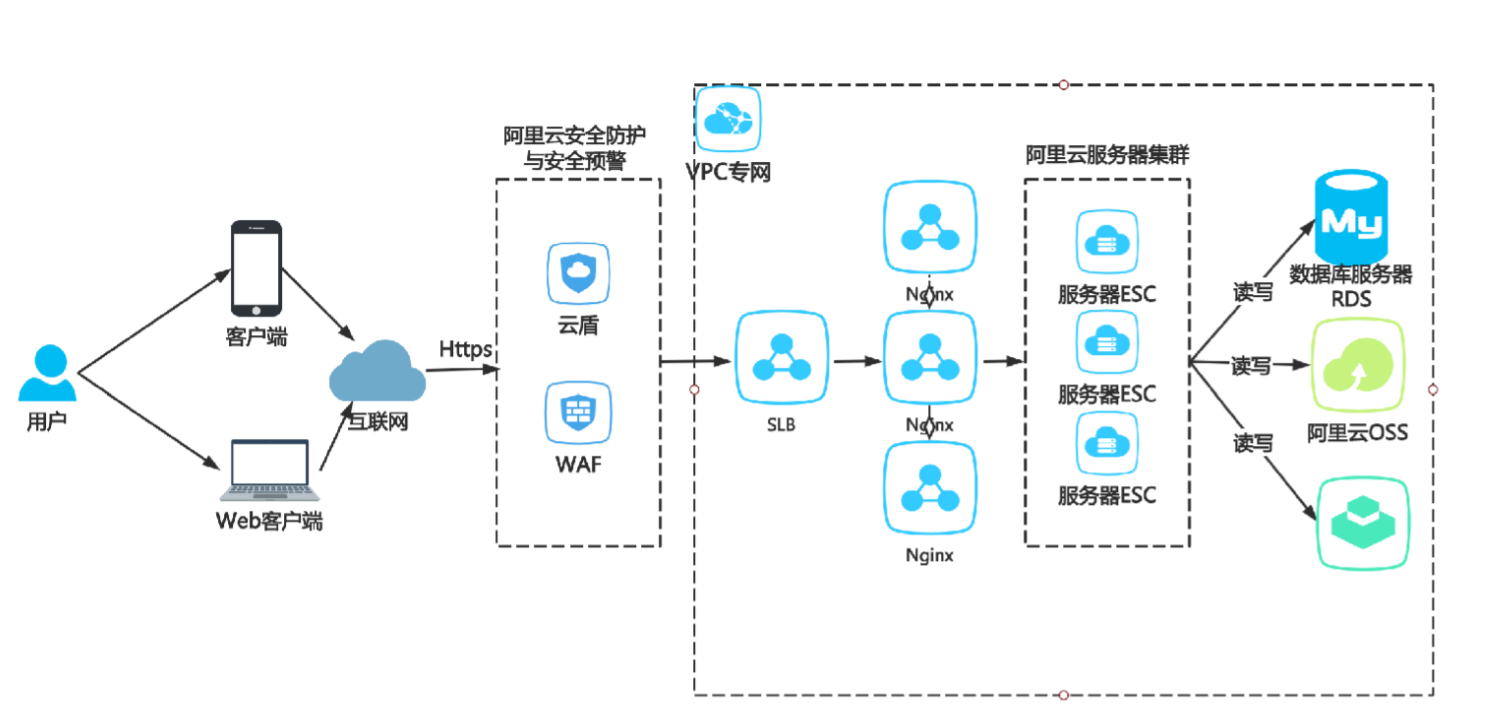 阿里云安全防护
与安全预警
VPC专网
阿里云服务器集群
My
数据库服务器
RDS
Nginx
服务器ESC
读写
云盾
客户端
Https
互联网
用户
SLB
Nginx
服务器ESC
读写
阿里云OSS
WAF
Web客户端
Nginx
服务器ESC
读写